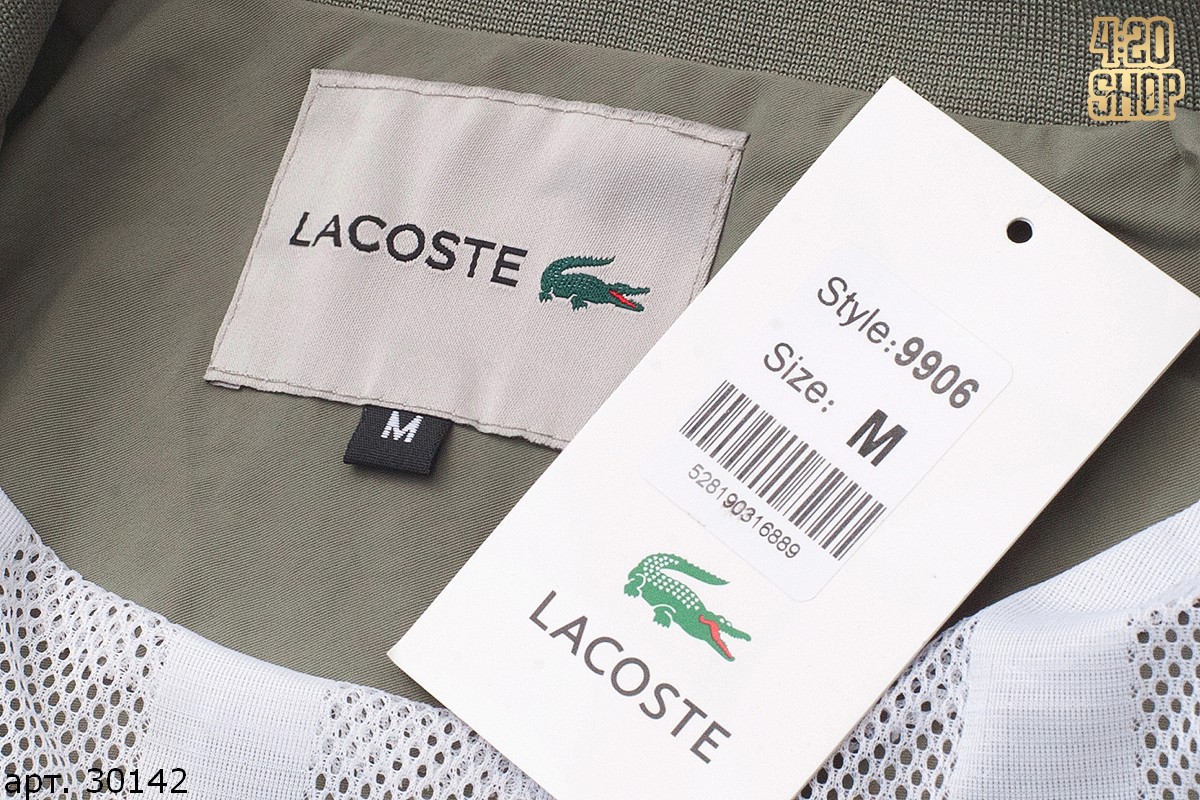 4:20
SHOP
LACOSTE
M
Style:9906
Size: M
528190316889
LACOSTE
арт. 30142